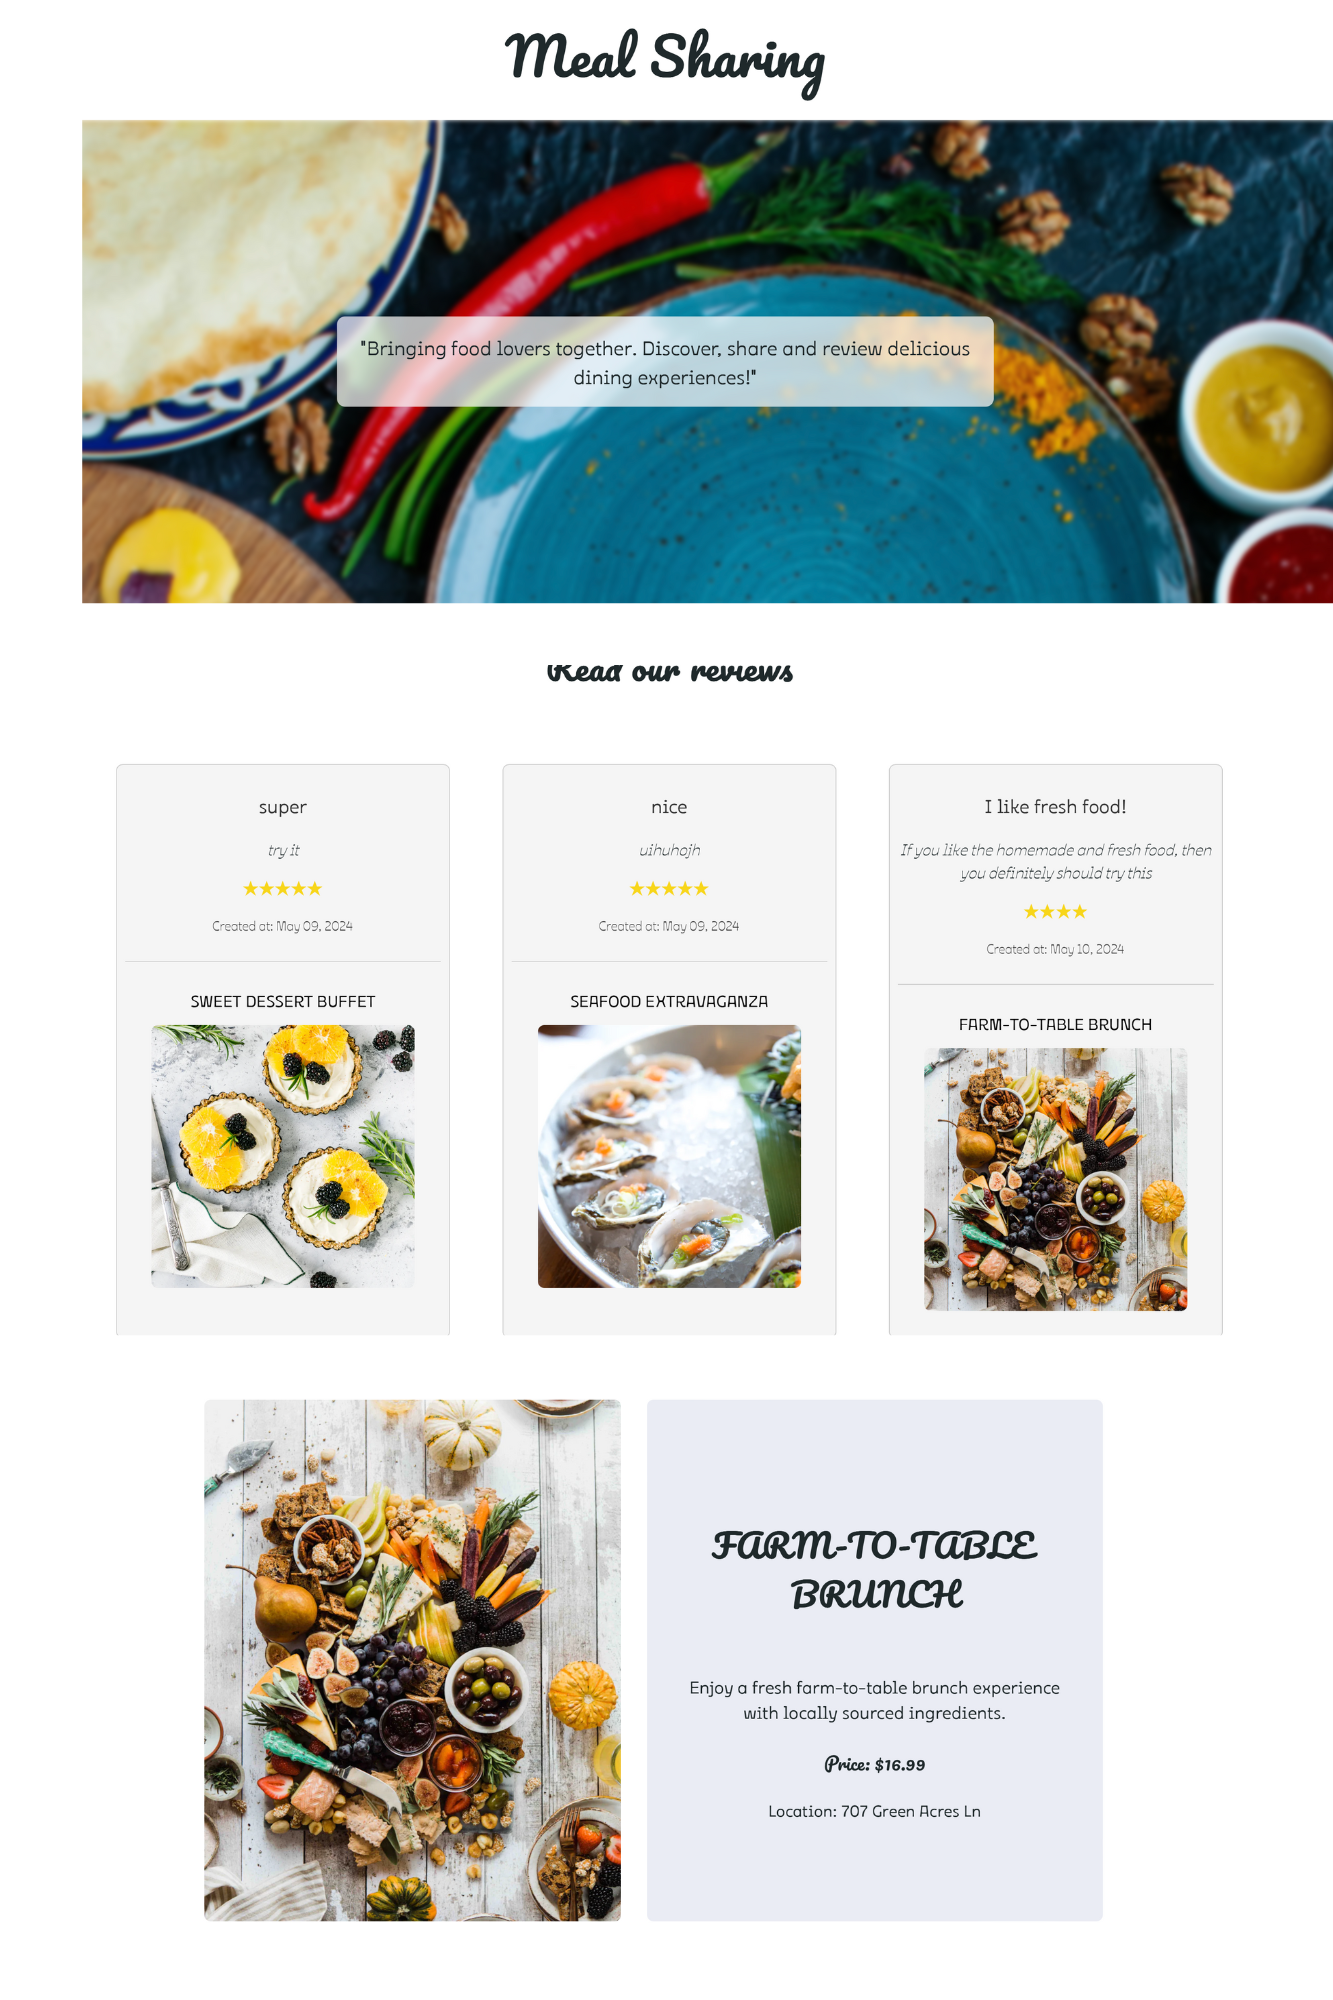 Meal Sharing
"Bringing food lovers together. Discover, share and review delicious
dining experiences!"
Read our reviews
super
try it
★★★★★
Created at: May 09, 2024
SWEET DESSERT BUFFET
nice
uihuhojh
★★★★★
Created at: May 09, 2024
SEAFOOD EXTRAVAGANZA
I like fresh food!
If you like the homemade and fresh food, then
you definitely should try this
★★★★
Created at: May 10, 2024
FARM-TO-TABLE BRUNCH
FARM-TO-TABLE
BRUNCH
Enjoy a fresh farm-to-table brunch experience
with locally sourced ingredients.
Price: $16.99
Location: 707 Green Acres Ln